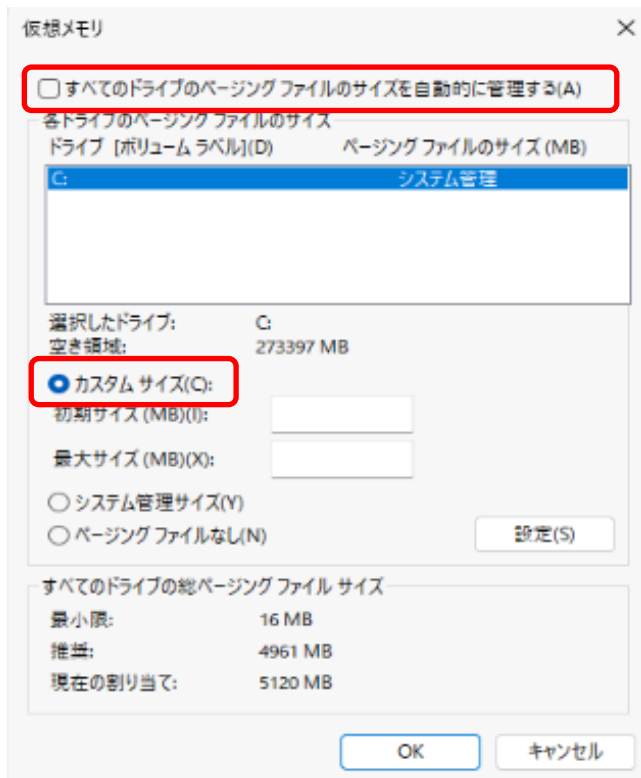 仮想メモリ
すべてのドライブのページング ファイルのサイズを自動的に管理する(A)
各ドライブのページング ファイルのサイズ
ドライブ [ボリューム ラベル](D) ページング ファイルのサイズ (MB)
C: システム管理
選択したドライブ: C:
空き領域: 273397 MB
カスタム サイズ(C):
初期サイズ (MB)(I):
最大サイズ (MB)(X):
システム管理サイズ(Y)
ページング ファイルなし(N) 設定(S)
すべてのドライブの総ページング ファイル サイズ
最小限: 16 MB
推奨: 4961 MB
現在の割り当て: 5120 MB
OK キャンセル